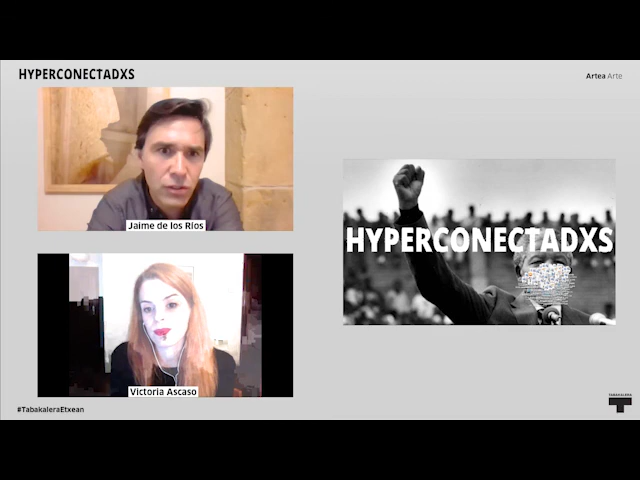 HYPERCONECTADXS
Artea Arte
Jaime de los Ríos
HYPERCONECTADXS
Victoria Ascaso
#TabakaleraEtxean
TABAKALERA